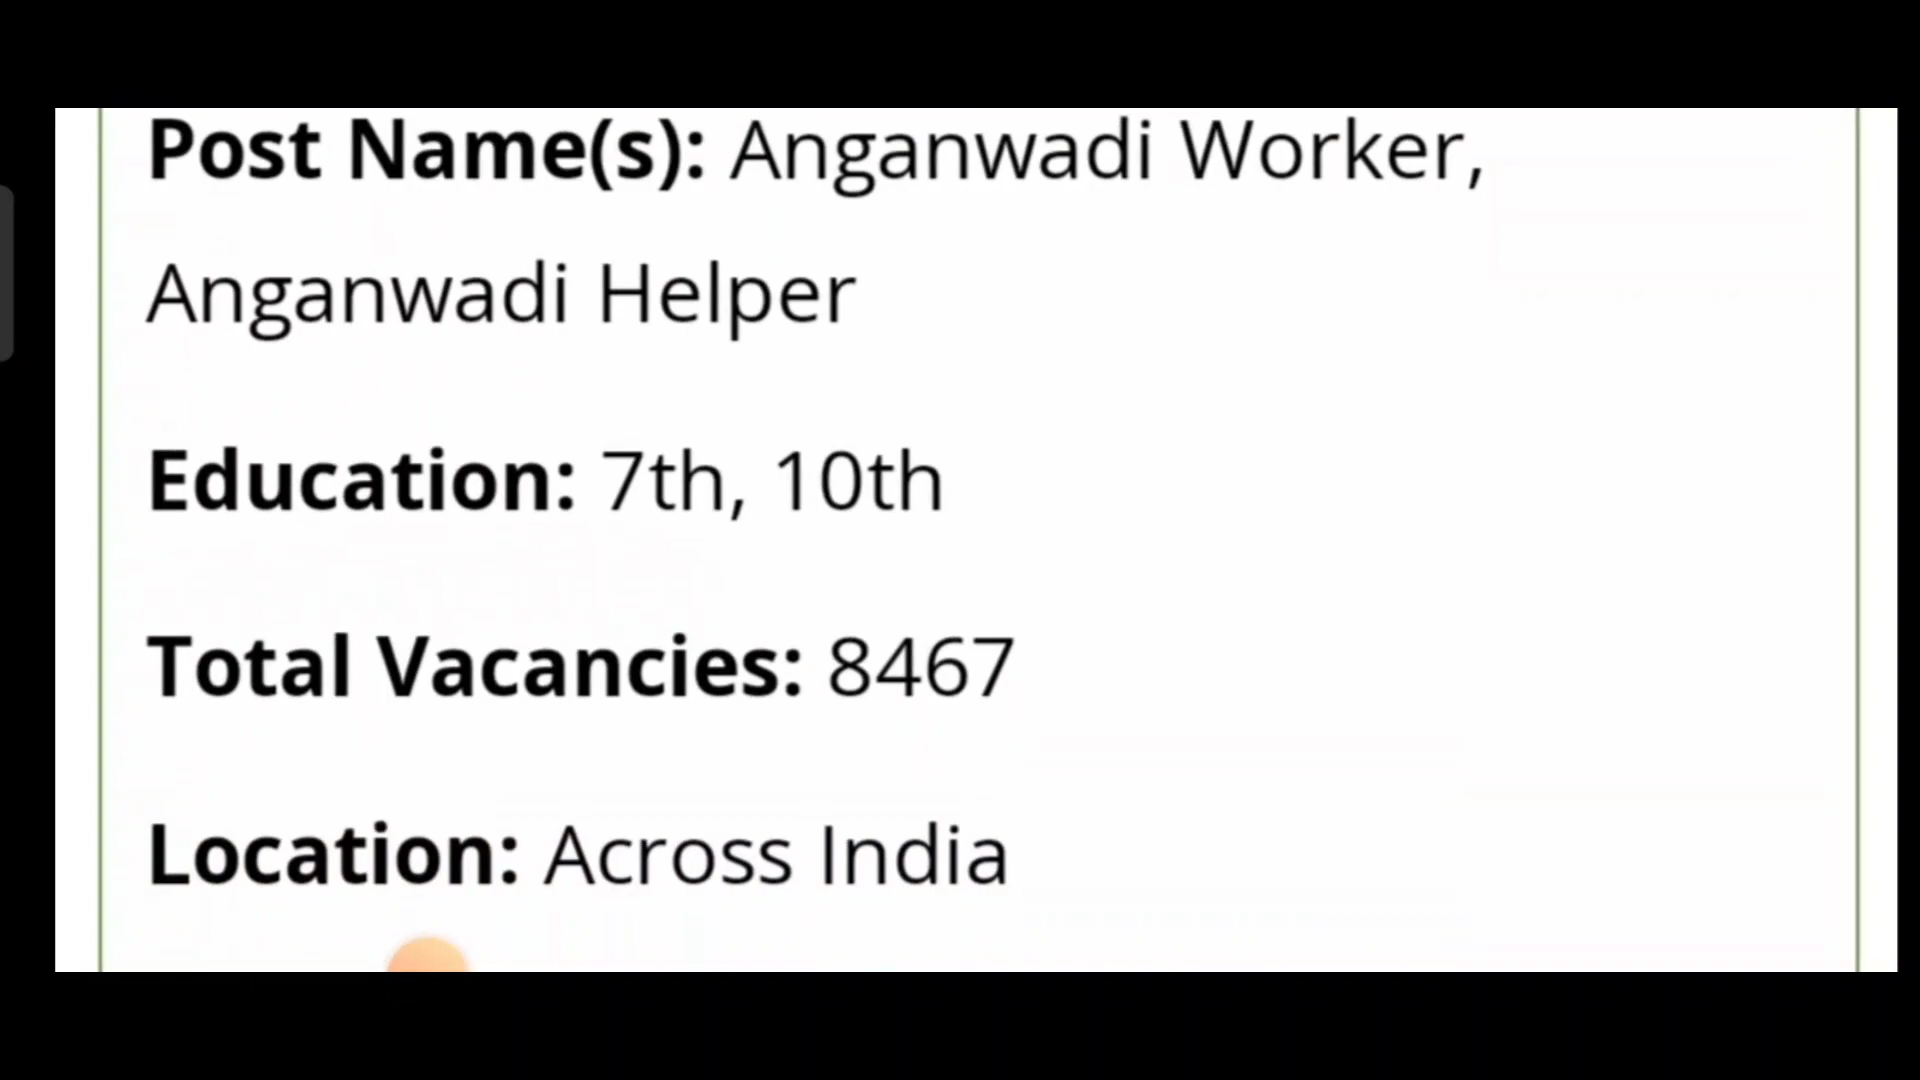 Post Name(s): Anganwadi Worker,
Anganwadi Helper
Education: 7th, 10th
Total Vacancies: 8467
Location: Across India